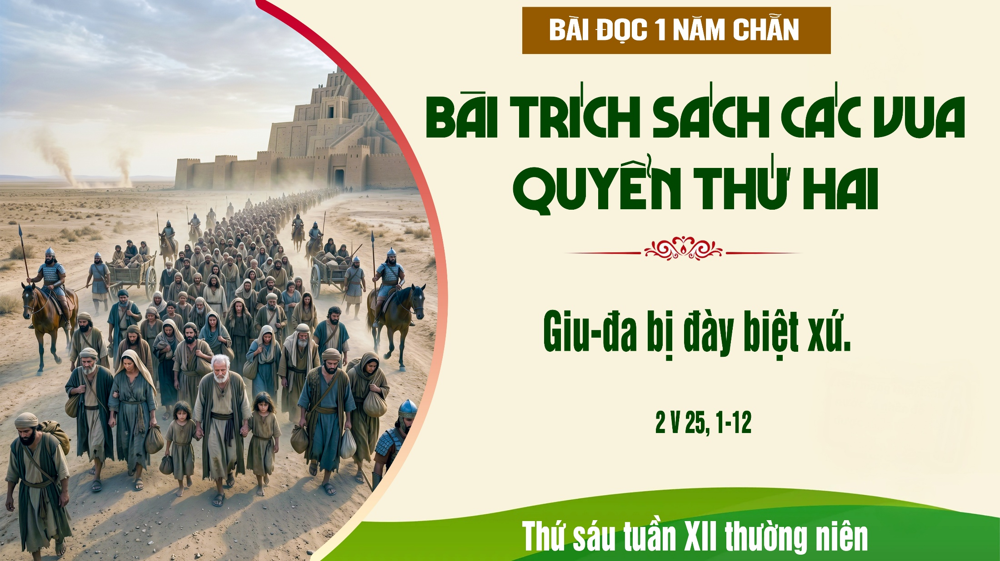 BÀI ĐỌC 1 NĂM CHẴN
BÀI TRÍCH SÁCH CÁC VUA
QUYỂN THỨ HAI
Giu-đa bị đày biệt xứ.
2 V 25, 1-12
Thứ sáu tuần XII thường niên